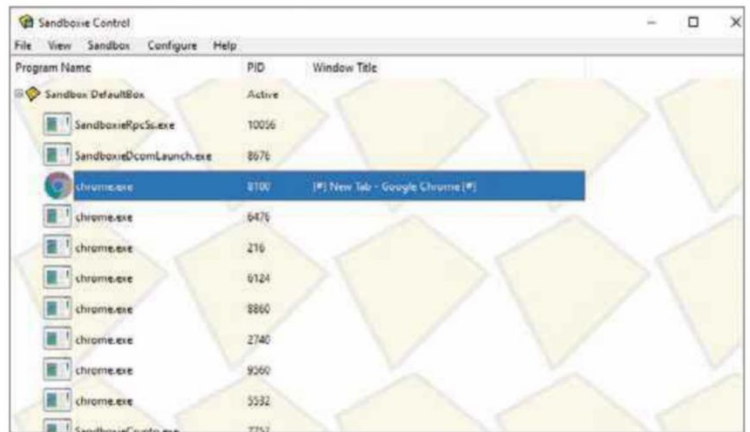 Sandboxie Control
File View Sandbox Configure Help
Program Name PID Window Title
Sandbox DefaultBox Active
SandboxieRpcSs.exe 10056
SandboxieDcomLaunch.exe 8676
chrome.exe 8100 [#] New Tab - Google Chrome [#]
chrome.exe 6476
chrome.exe 216
chrome.exe 6124
chrome.exe 8860
chrome.exe 2740
chrome.exe 9560
chrome.exe 5532
SandboxieCrypto.exe